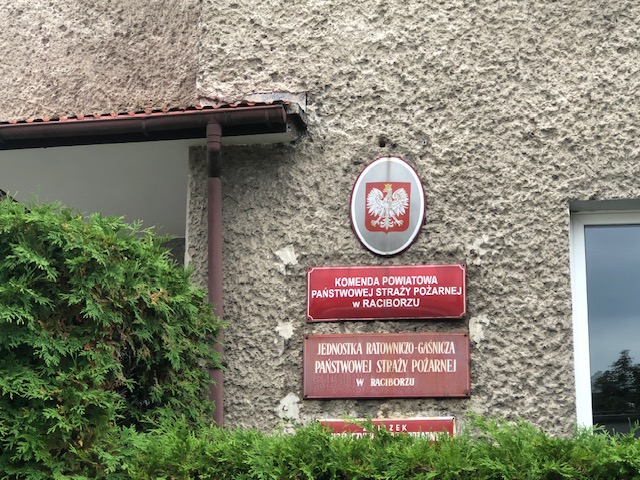 KOMENDA POWIATOWA
PAŃSTWOWEJ STRAŻY POŻARNEJ
w RACIBORZU
JEDNOSTKA RATOWNICZO-GAŚNICZA
PAŃSTWOWEJ STRAŻY POŻARNEJ
W RACIBORZU